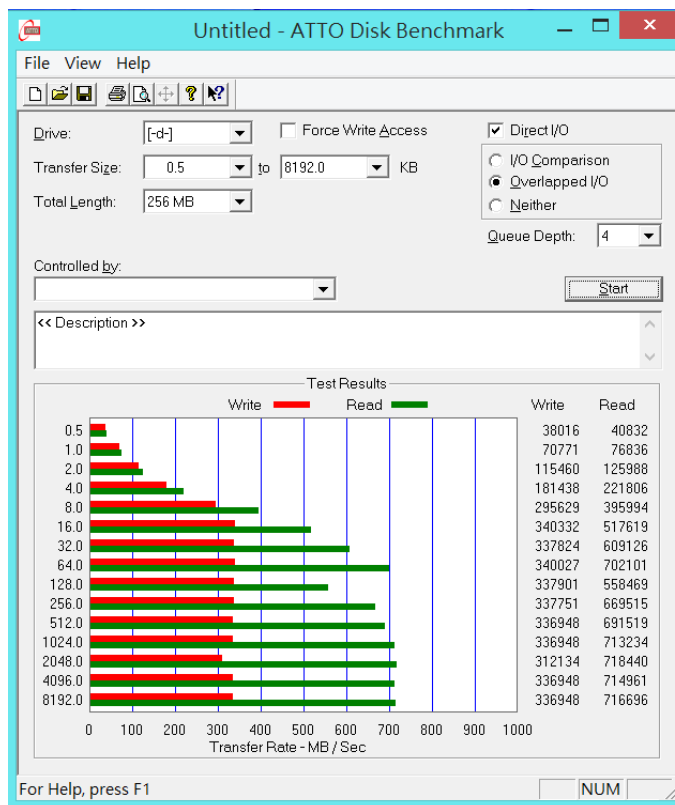 Untitled - ATTO Disk Benchmark
File View Help
Drive: [-d-] Force Write Access Direct I/O
Transfer Size: 0.5 to 8192.0 KB
I/O Comparison
Overlapped I/O
Neither
Total Length: 256 MB
Queue Depth: 4
Controlled by:
Start
<< Description >>
Test Results
Write Read Write Read
0.5 38016 40832
1.0 70771 76836
2.0 115460 125988
4.0 181438 221806
8.0 295629 395994
16.0 340332 517619
32.0 337824 609126
64.0 340027 702101
128.0 337901 558469
256.0 337751 669515
512.0 336948 691519
1024.0 336948 713234
2048.0 312134 718440
4096.0 336948 714961
8192.0 336948 716696
0 100 200 300 400 500 600 700 800 900 1000
Transfer Rate - MB / Sec
For Help, press F1 NUM